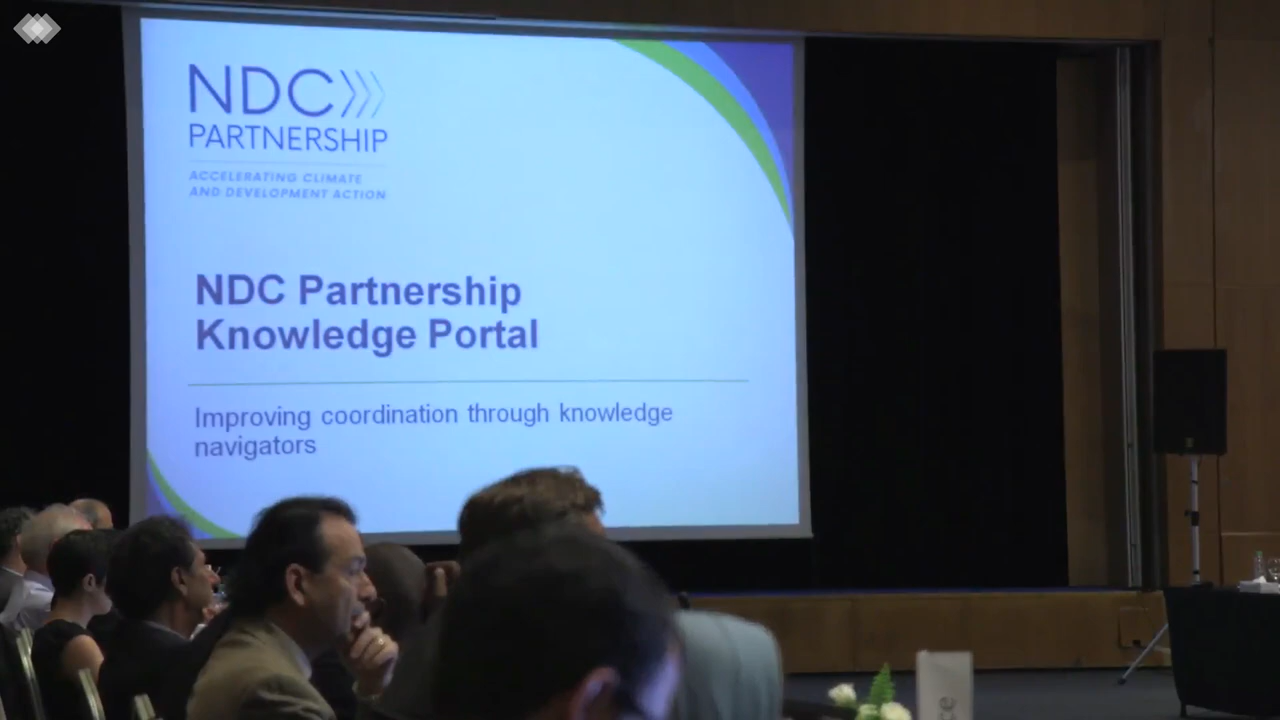 NDC
PARTNERSHIP
ACCELERATING CLIMATE
AND DEVELOPMENT ACTION
NDC Partnership
Knowledge Portal
Improving coordination through knowledge
navigators